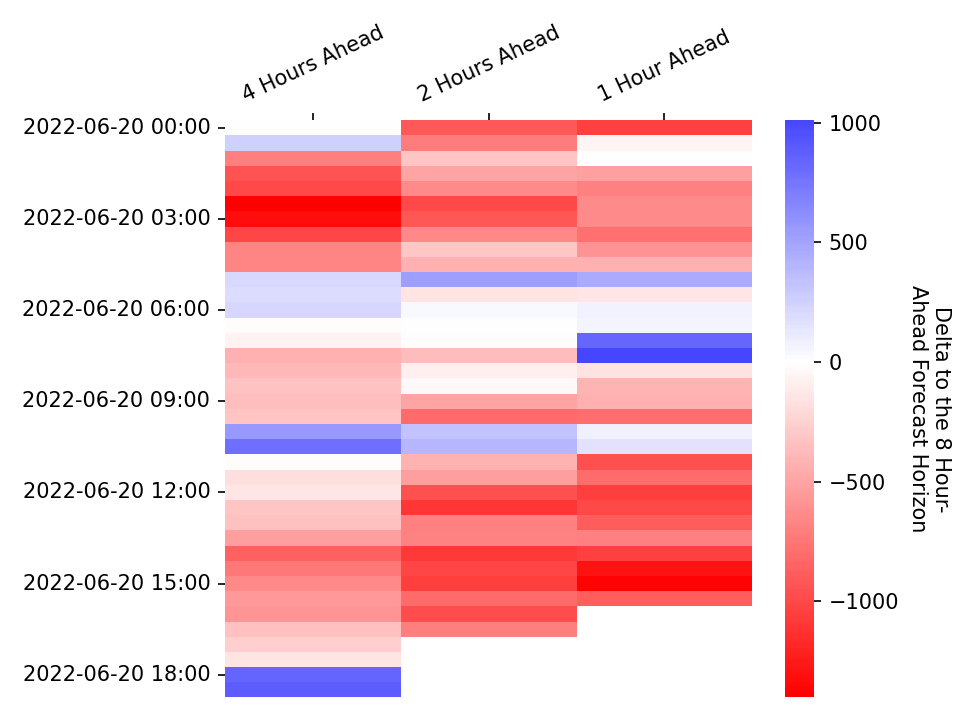 4 Hours Ahead
2 Hours Ahead
1 Hour Ahead
2022-06-20 00:00
2022-06-20 03:00
2022-06-20 06:00
2022-06-20 09:00
2022-06-20 12:00
2022-06-20 15:00
2022-06-20 18:00
1000
500
0
−500
−1000
Delta to the 8 Hour-
Ahead Forecast Horizon